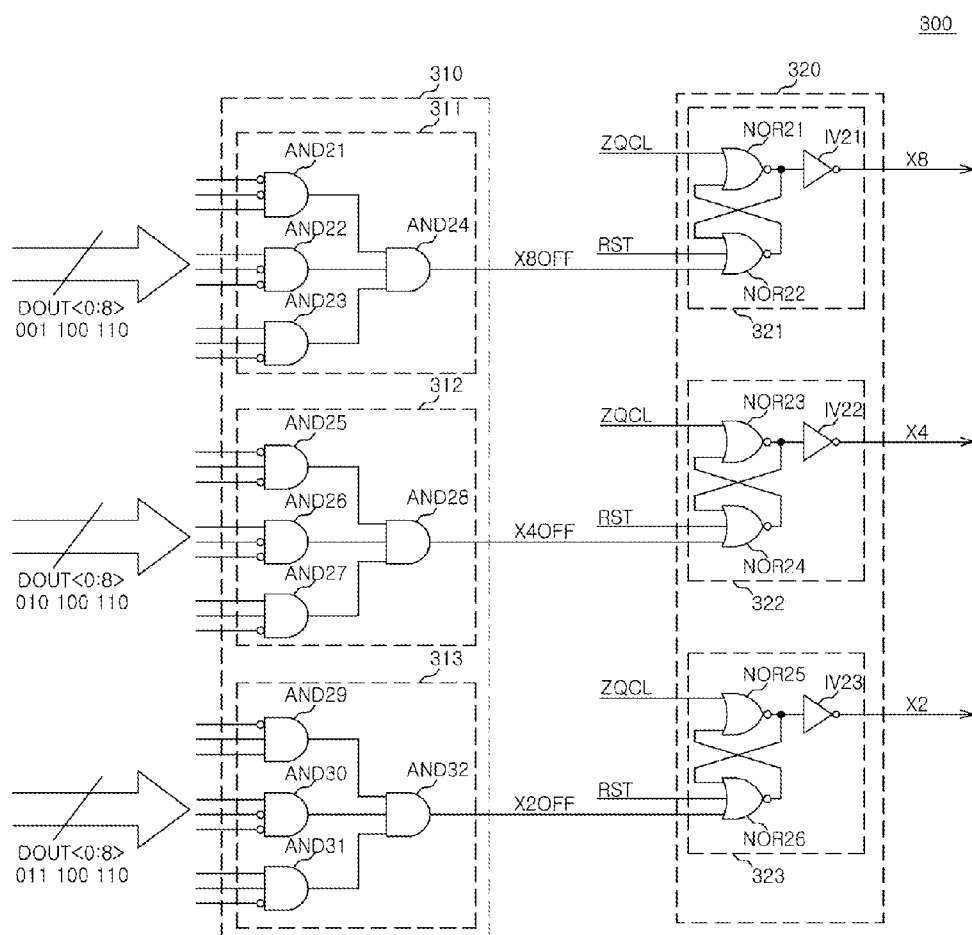 300
310
320
311
AND21
AND22
AND24
AND23
DOUT<0:8>
001 100 110
X8OFF
ZQCL
NOR21
IV21
X8
RST
NOR22
321
312
AND25
AND26
AND28
AND27
DOUT<0:8>
010 100 110
X4OFF
ZQCL
NOR23
IV22
X4
RST
NOR24
322
313
AND29
AND30
AND32
AND31
DOUT<0:8>
011 100 110
X2OFF
ZQCL
NOR25
IV23
X2
RST
NOR26
323